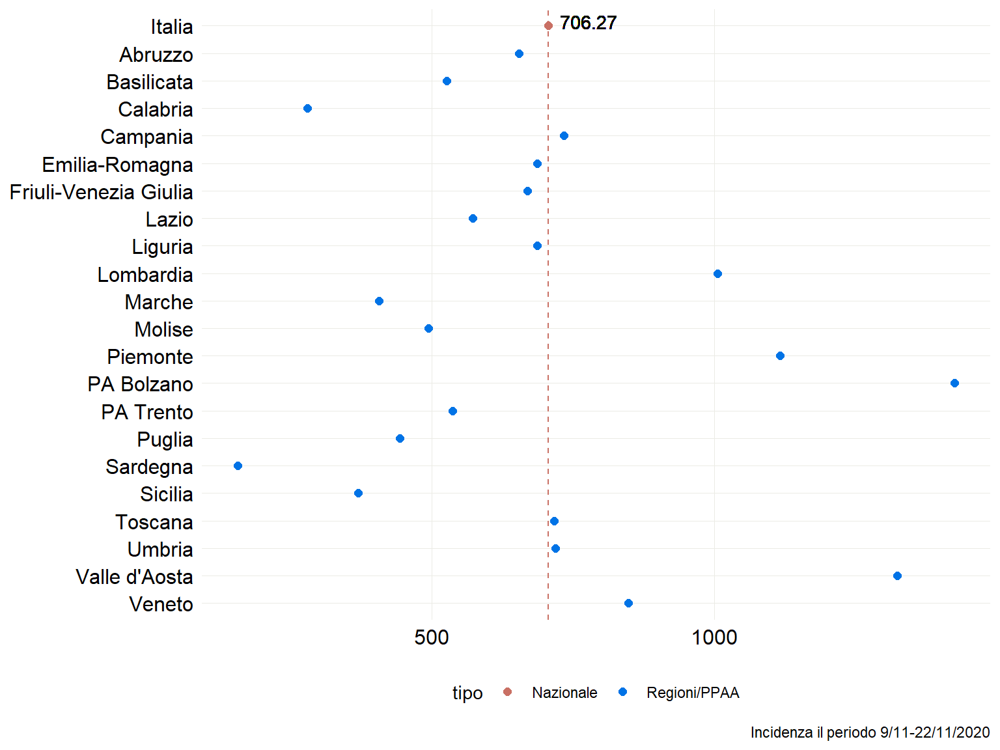 Italia
706.27
Abruzzo
Basilicata
Calabria
Campania
Emilia-Romagna
Friuli-Venezia Giulia
Lazio
Liguria
Lombardia
Marche
Molise
Piemonte
PA Bolzano
PA Trento
Puglia
Sardegna
Sicilia
Toscana
Umbria
Valle d'Aosta
Veneto
500 1000
tipo Nazionale Regioni/PPAA
Incidenza il periodo 9/11-22/11/2020